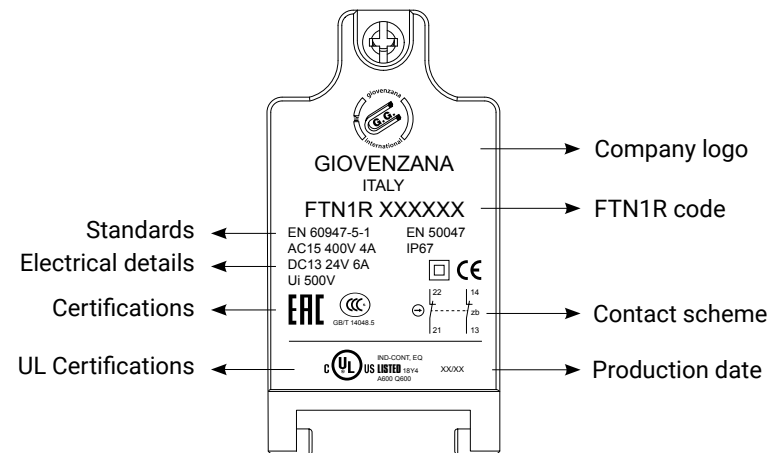 giovenzana
G.G.
international
GIOVENZANA
ITALY
FTN1R XXXXXX
EN 60947-5-1 EN 50047
AC15 400V 4A IP67
DC13 24V 6A
Ui 500V
CE
EAC
CCC
GB/T 14048.5
22 14
zb
21 13
C UL US LISTED 18Y4
IND-CONT, EQ
A600 Q600
XX/XX
Standards
Electrical details
Certifications
UL Certifications
Company logo
FTN1R code
Contact scheme
Production date